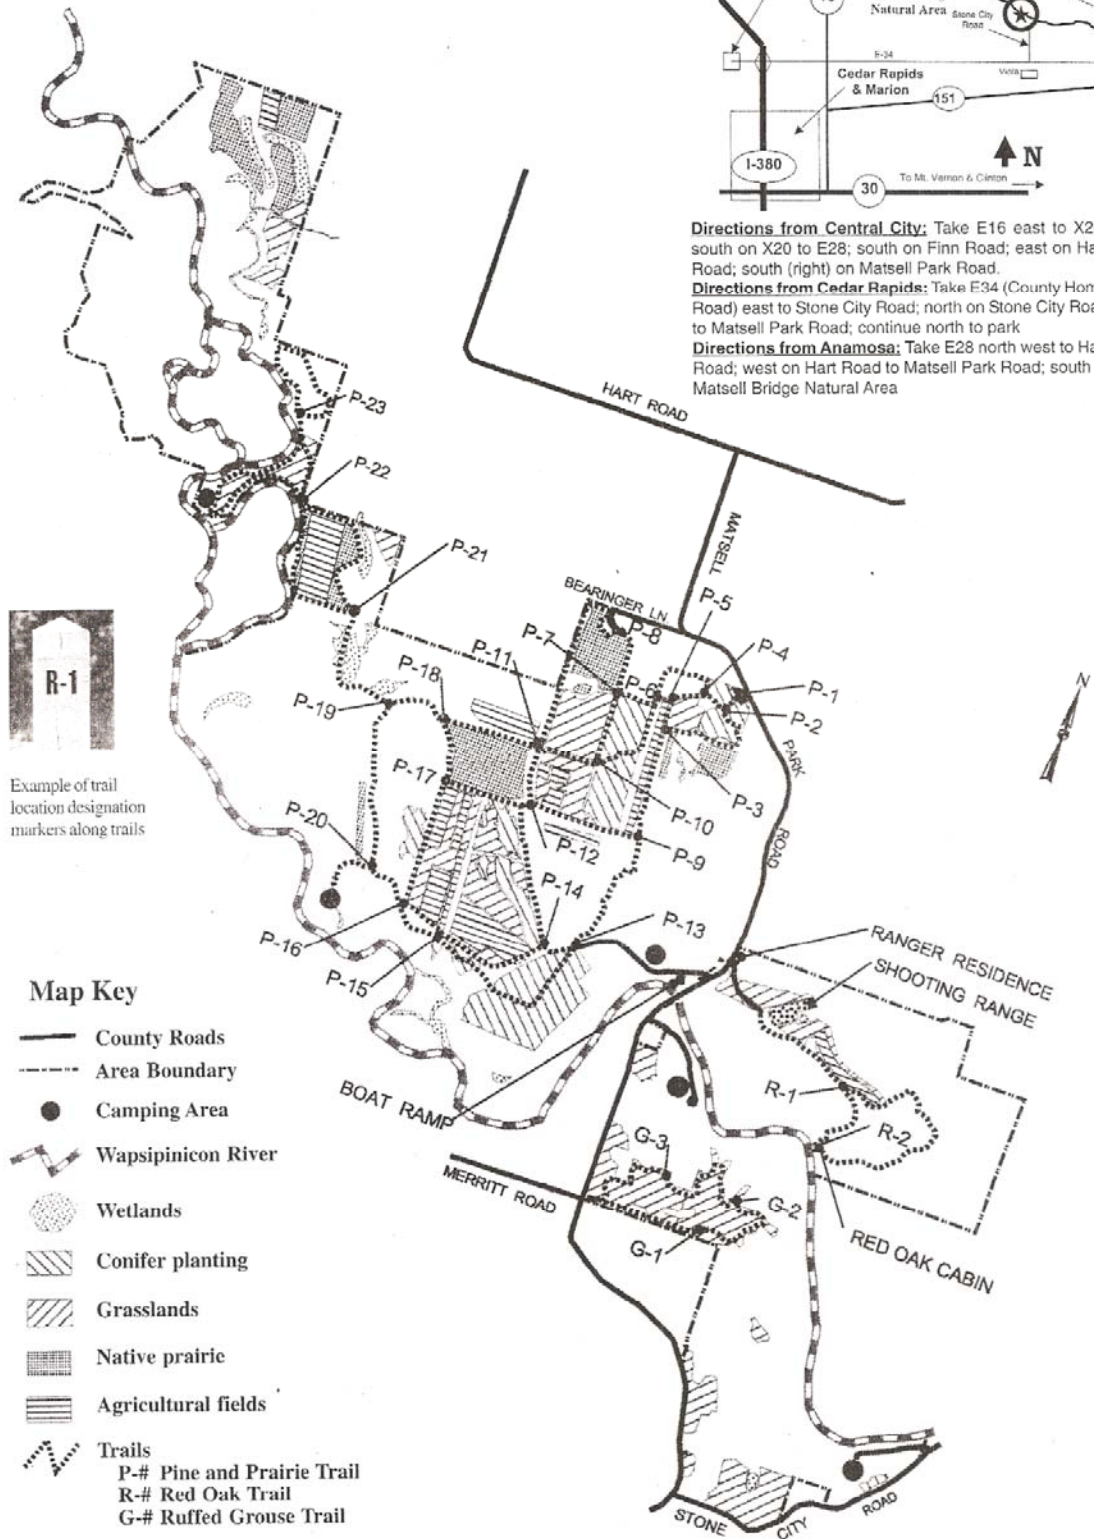 Natural Area
Stone City
Road
E-34
Viola
Cedar Rapids
& Marion
151
I-380
N
To Mt. Vernon & Clinton
30
Directions from Central City: Take E16 east to X2
south on X20 to E28; south on Finn Road; east on Ha
Road; south (right) on Matsell Park Road.
Directions from Cedar Rapids: Take E34 (County Hom
Road) east to Stone City Road; north on Stone City Roa
to Matsell Park Road; continue north to park
Directions from Anamosa: Take E28 north west to Ha
Road; west on Hart Road to Matsell Park Road; south
Matsell Bridge Natural Area
HART ROAD
P-23
P-22
MATSELL
P-21
BEARINGER LN
P-5
P-8
P-7
P-11
P-4
P-6
P-1
P-18
P-2
P-19
N
R-1
PARK
Example of trail
location designation
markers along trails
P-17
P-3
P-10
P-20
P-12
P-9
ROAD
P-14
P-13
P-16
P-15
RANGER RESIDENCE
SHOOTING RANGE
Map Key
County Roads
Area Boundary
Camping Area
Wapsipinicon River
Wetlands
Conifer planting
Grasslands
Native prairie
Agricultural fields
Trails
P-# Pine and Prairie Trail
R-# Red Oak Trail
G-# Ruffed Grouse Trail
BOAT RAMP
R-1
R-2
G-3
MERRITT ROAD
G-2
G-1
RED OAK CABIN
STONE CITY ROAD